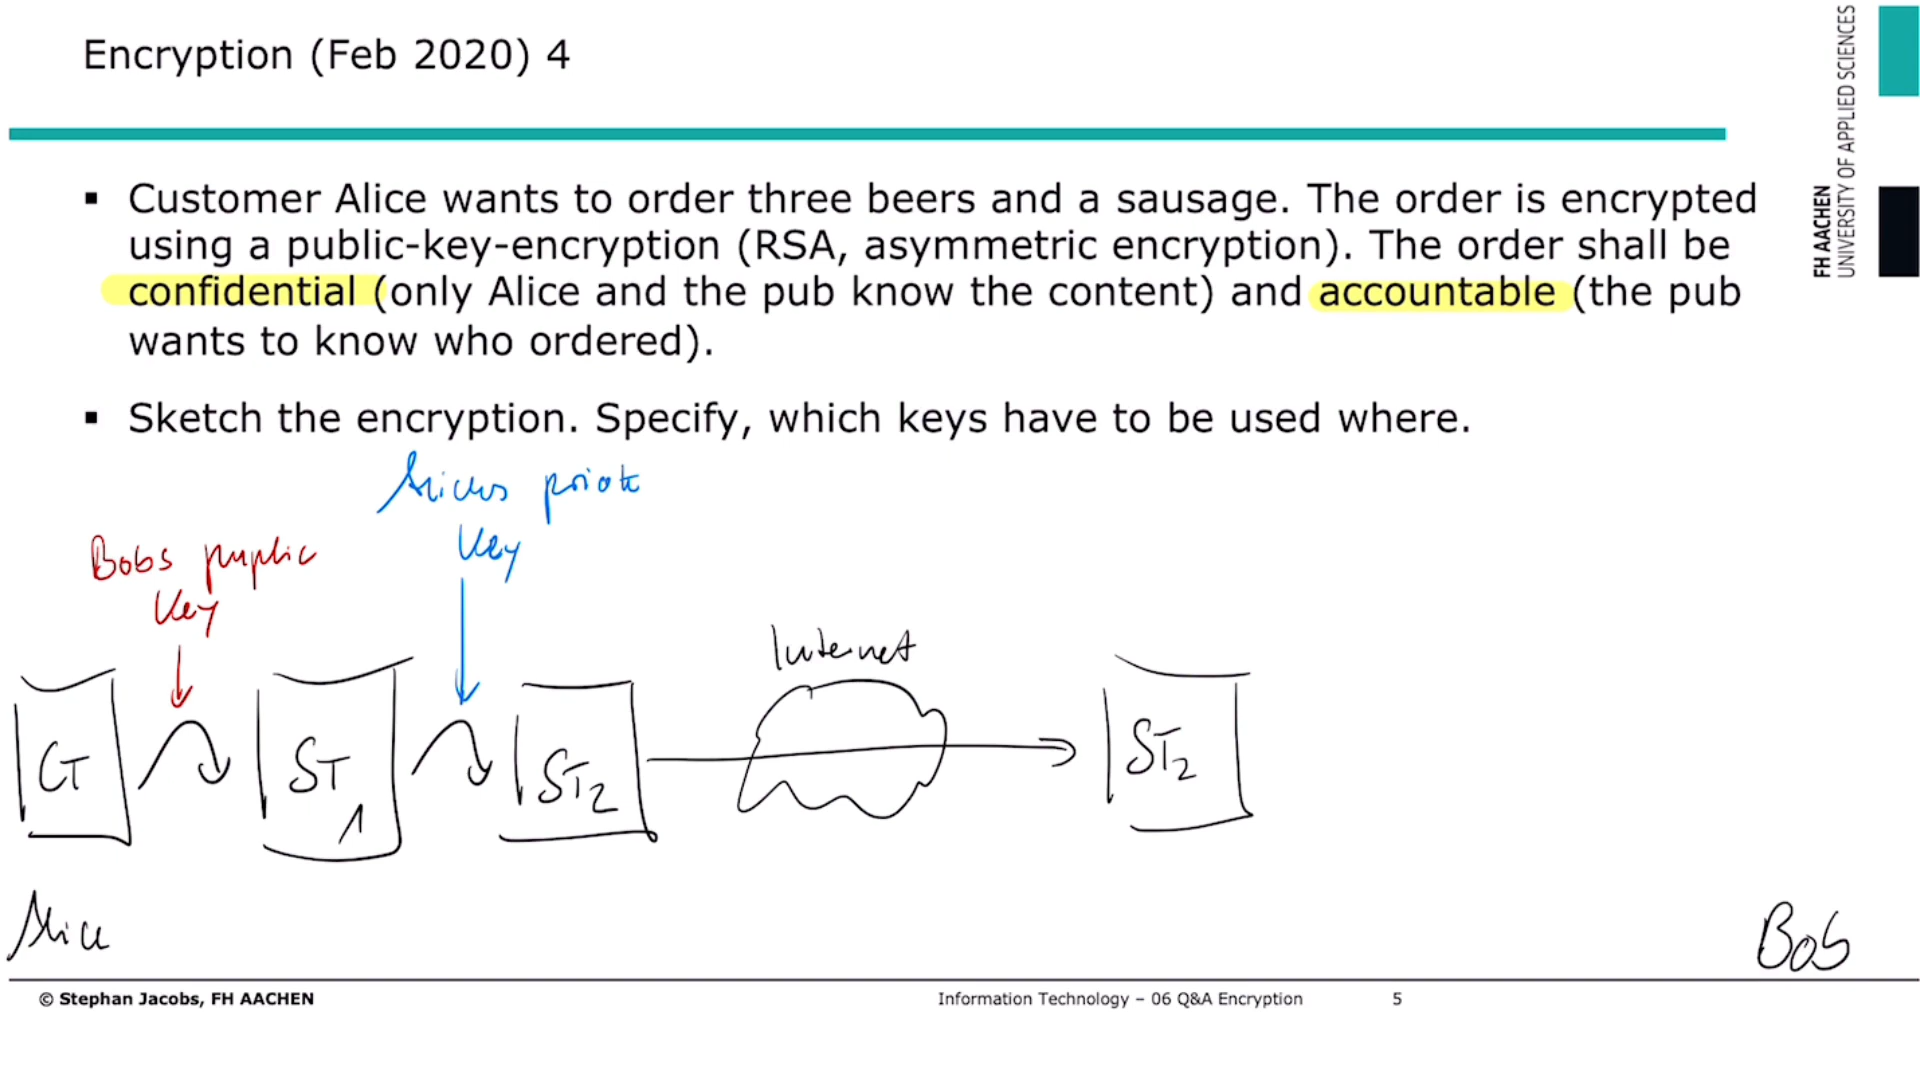 Encryption (Feb 2020) 4
FH AACHEN
UNIVERSITY OF APPLIED SCIENCES
▪ Customer Alice wants to order three beers and a sausage. The order is encrypted
using a public-key-encryption (RSA, asymmetric encryption). The order shall be
confidential (only Alice and the pub know the content) and accountable (the pub
wants to know who ordered).
▪ Sketch the encryption. Specify, which keys have to be used where.
Key
Bobs puplic
Key
Internet
ST
1
ST2
ST2
Alice
Bob
© Stephan Jacobs, FH AACHEN
Information Technology – 06 Q&A Encryption
5